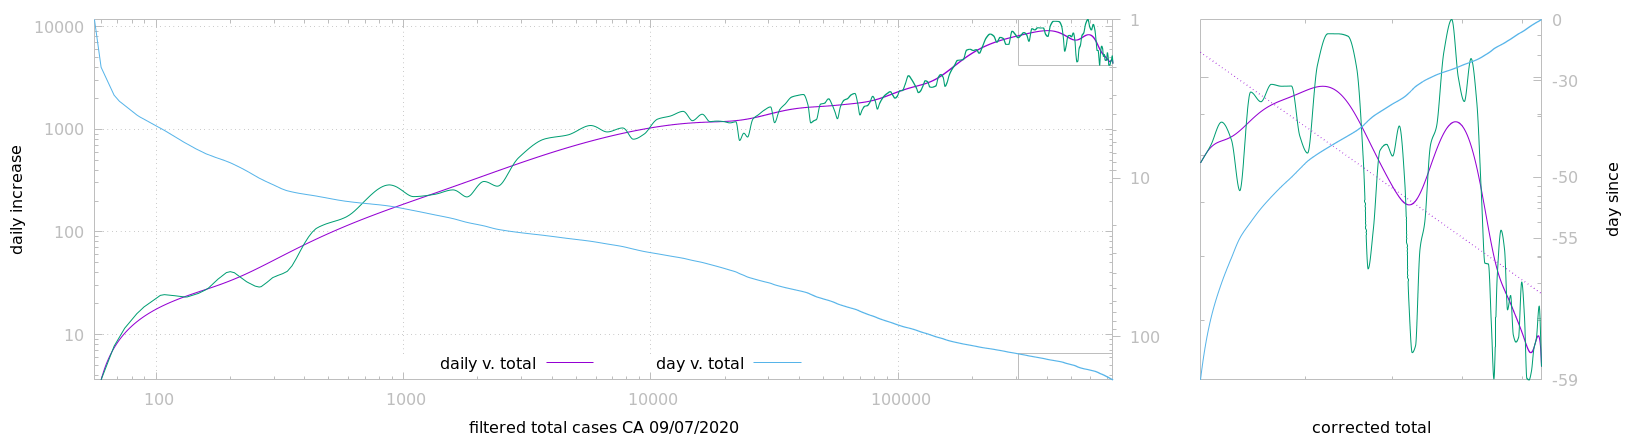 10000
1000
100
10
daily increase
100
1000
10000
100000
filtered total cases CA 09/07/2020
daily v. total
day v. total
1
10
100
0
-30
-50
-55
-59
day since
corrected total